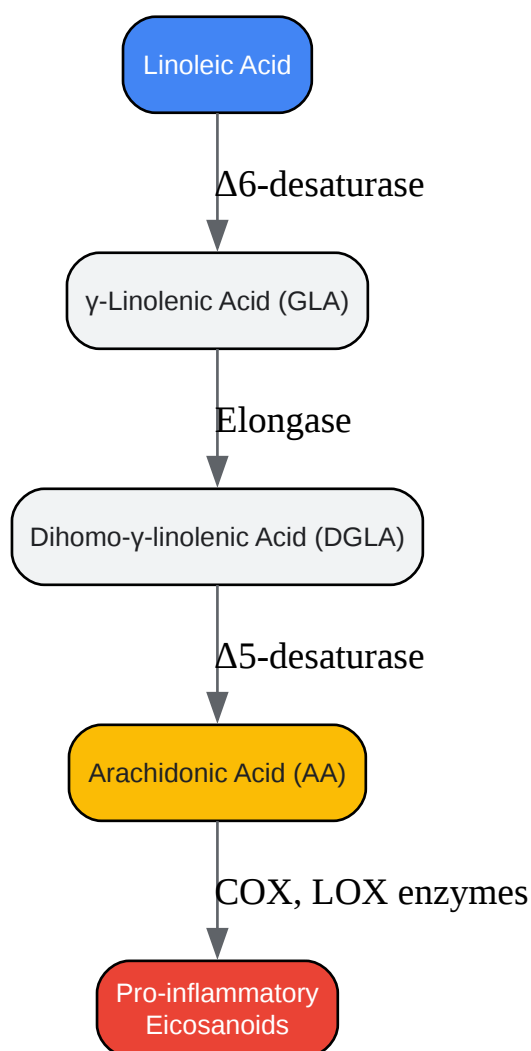 Linoleic Acid
Δ6-desaturase
γ-Linolenic Acid (GLA)
Elongase
Dihomo-γ-linolenic Acid (DGLA)
Δ5-desaturase
Arachidonic Acid (AA)
COX, LOX enzymes
Pro-inflammatory
Eicosanoids